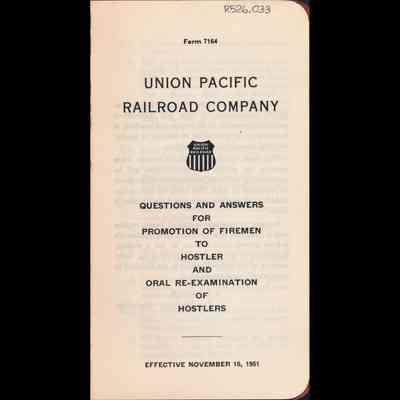 R526.033
Form 7164
UNION PACIFIC
RAILROAD COMPANY
UNION
PACIFIC
RAILROAD
QUESTIONS AND ANSWERS
FOR
PROMOTION OF FIREMEN
TO
HOSTLER
AND
ORAL RE-EXAMINATION
OF
HOSTLERS
EFFECTIVE NOVEMBER 15, 1951